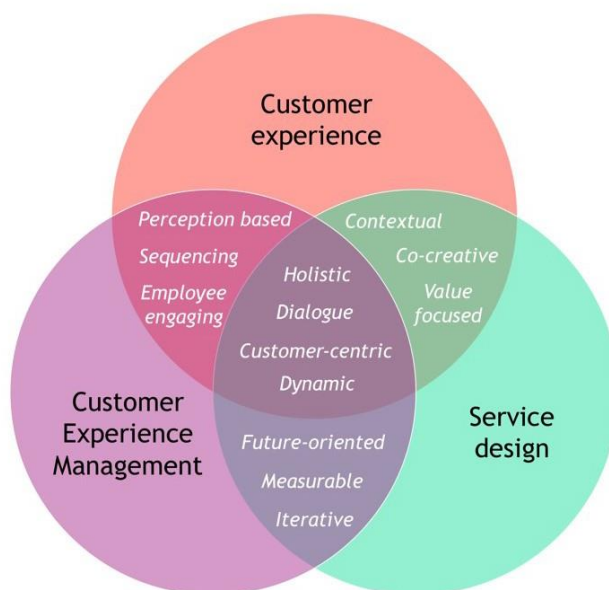 Customer
experience
Perception based
Contextual
Sequencing
Co-creative
Holistic
Employee
engaging
Value
focused
Dialogue
Customer-centric
Dynamic
Customer
Experience
Management
Service
design
Future-oriented
Measurable
Iterative